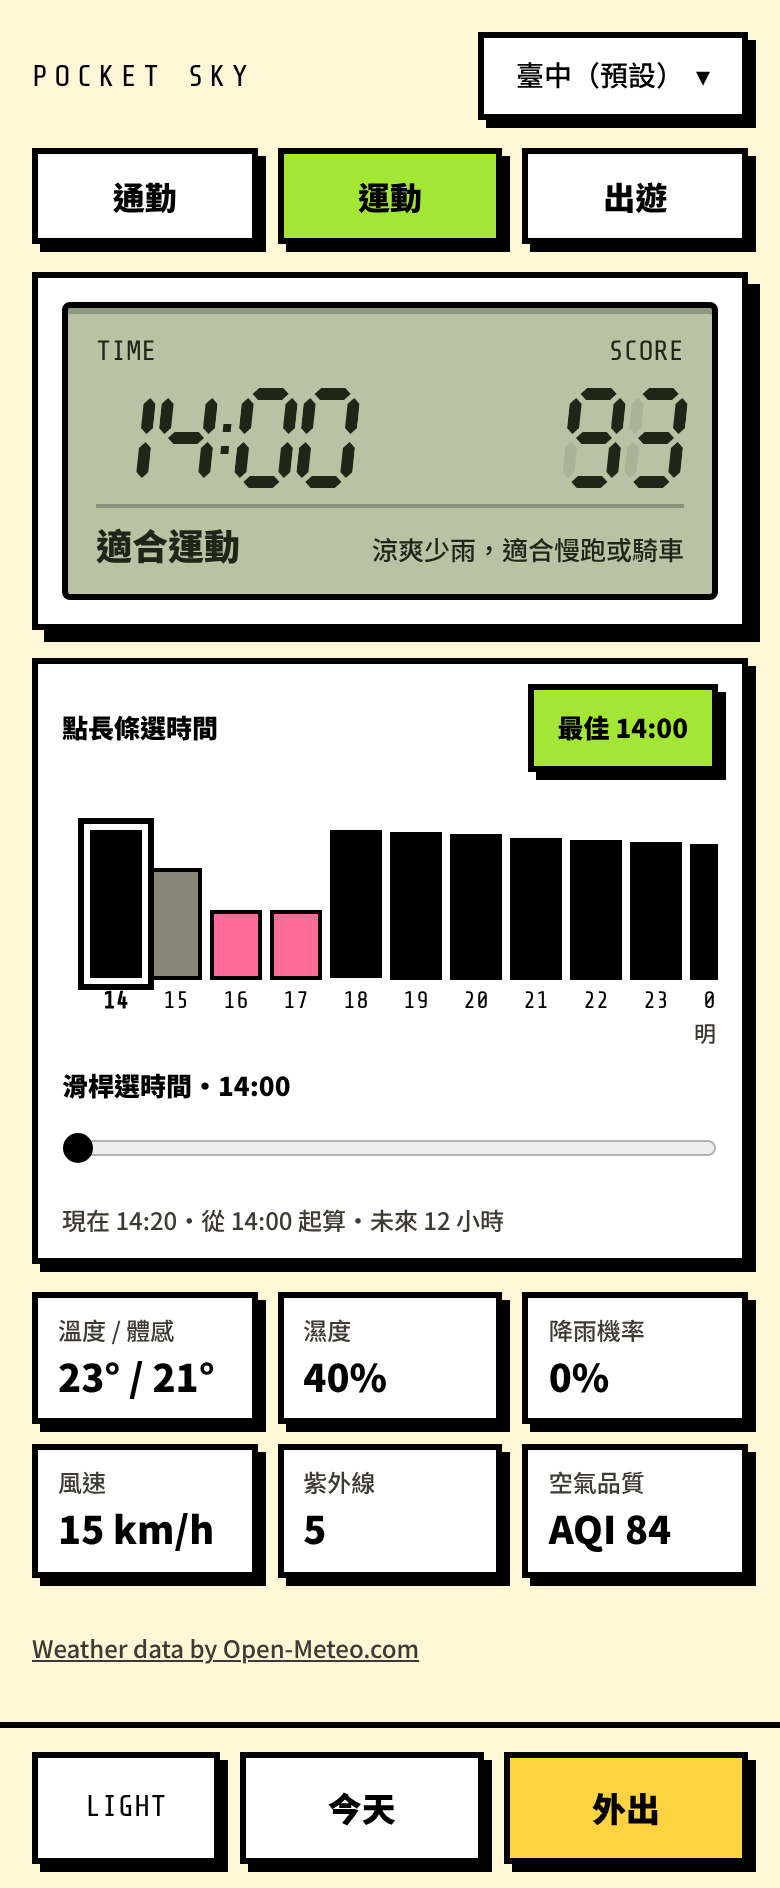 POCKET SKY
臺中（預設） ▼
通勤 運動 出遊
TIME SCORE
14:00 93
適合運動 涼爽少雨，適合慢跑或騎車
點長條選時間 最佳 14:00
14 15 16 17 18 19 20 21 22 23 0
明
滑桿選時間・14:00
現在 14:20・從 14:00 起算・未來 12 小時
溫度 / 體感 濕度 降雨機率
23° / 21° 40% 0%
風速 紫外線 空氣品質
15 km/h 5 AQI 84
Weather data by Open-Meteo.com
LIGHT 今天 外出